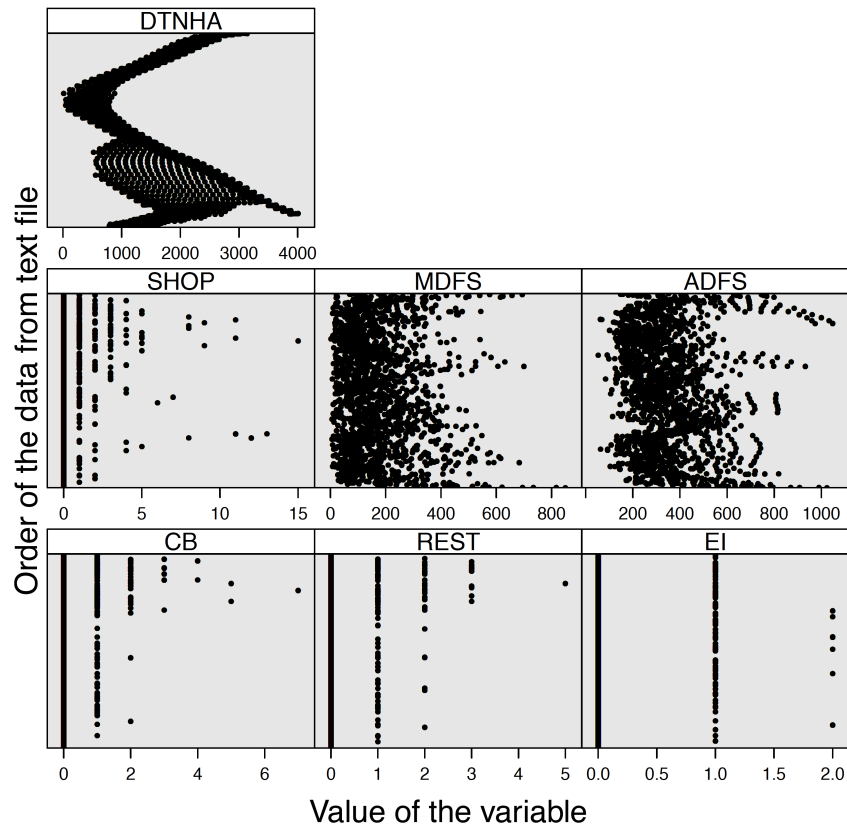 DTNHA
0 1000 2000 3000 4000
SHOP MDFS ADFS
0 5 10 15 0 200 400 600 800 200 400 600 800 1000
CB REST EI
0 2 4 6 0 1 2 3 4 5 0.0 0.5 1.0 1.5 2.0
Value of the variable
Order of the data from text file